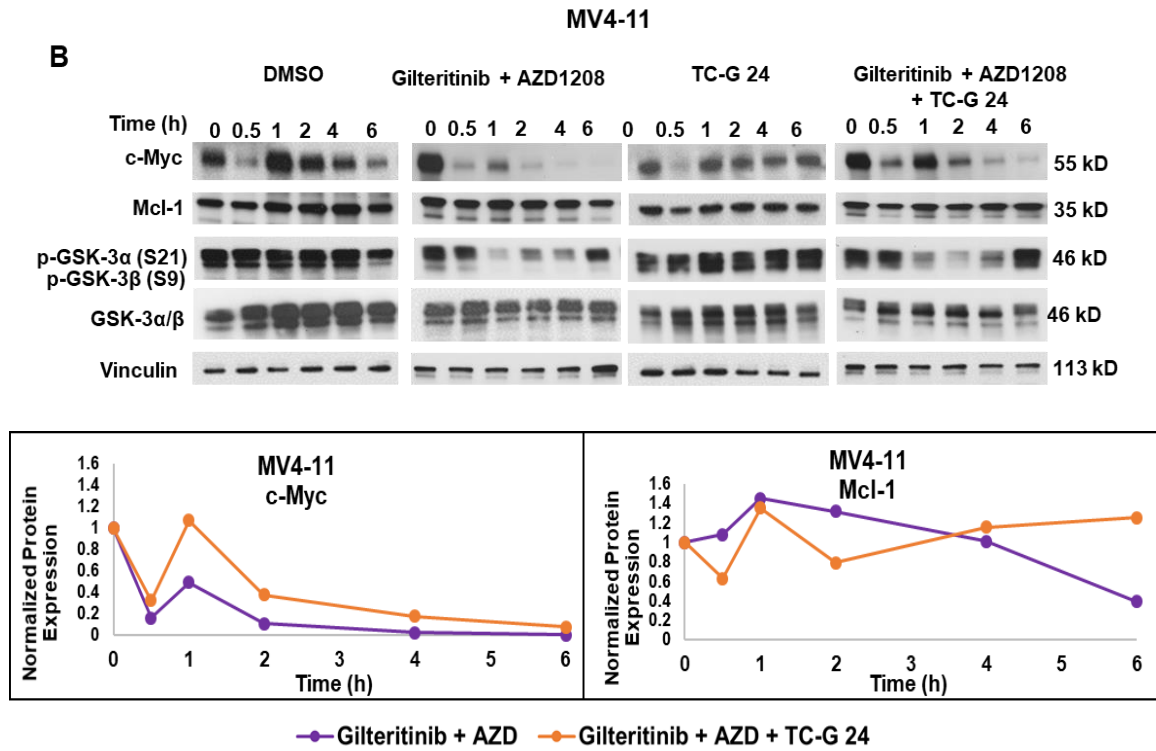 MV4-11
B
DMSO
Gilteritinib + AZD1208
TC-G 24
Gilteritinib + AZD1208
+ TC-G 24
Time (h) 0 0.5 1 2 4 6 0 0.5 1 2 4 6 0 0.5 1 2 4 6 0 0.5 1 2 4 6
c-Myc 55 kD
Mcl-1 35 kD
p-GSK-3α (S21)
p-GSK-3β (S9) 46 kD
GSK-3α/β 46 kD
Vinculin 113 kD
MV4-11
c-Myc
Normalized Protein
Expression
1.6
1.4
1.2
1
0.8
0.6
0.4
0.2
0
0 1 2 3 4 5 6
Time (h)
MV4-11
Mcl-1
Normalized Protein
Expression
1.6
1.4
1.2
1
0.8
0.6
0.4
0.2
0
0 1 2 3 4 5 6
Time (h)
Gilteritinib + AZD Gilteritinib + AZD + TC-G 24